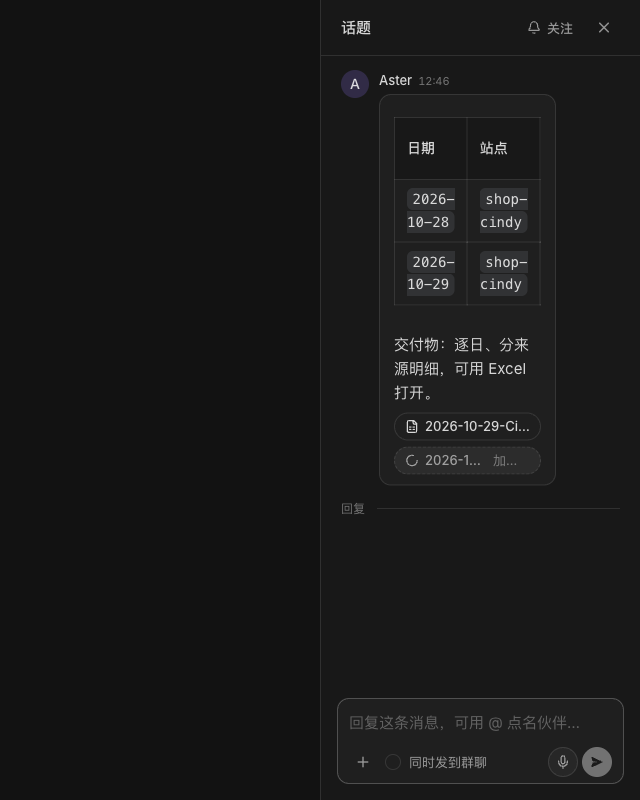 话题
关注
A
Aster 12:46
日期 站点
2026-10-28 shop-cindy
2026-10-29 shop-cindy
交付物：逐日、分来
源明细，可用 Excel
打开。
2026-10-29-Ci...
2026-1... 加...
回复
回复这条消息，可用 @ 点名伙伴...
同时发到群聊